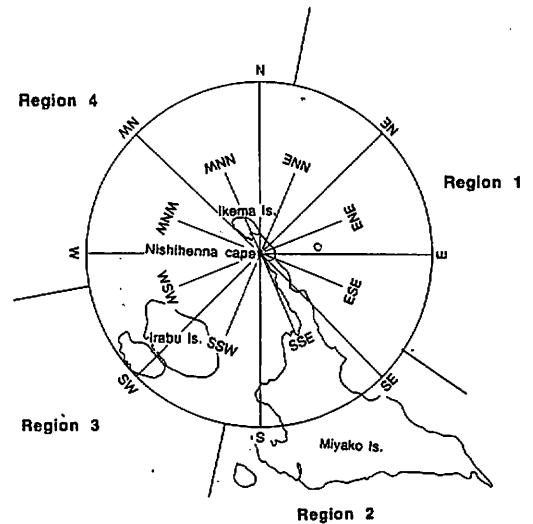 N
Region 4
NW
NE
NNW
NNE
Region 1
WNW
Ikema Is.
ENE
W
Nishihenna cape
E
WSW
ESE
Irabu Is.
SSW
SSE
SW
SE
Region 3
S
Miyako Is.
Region 2